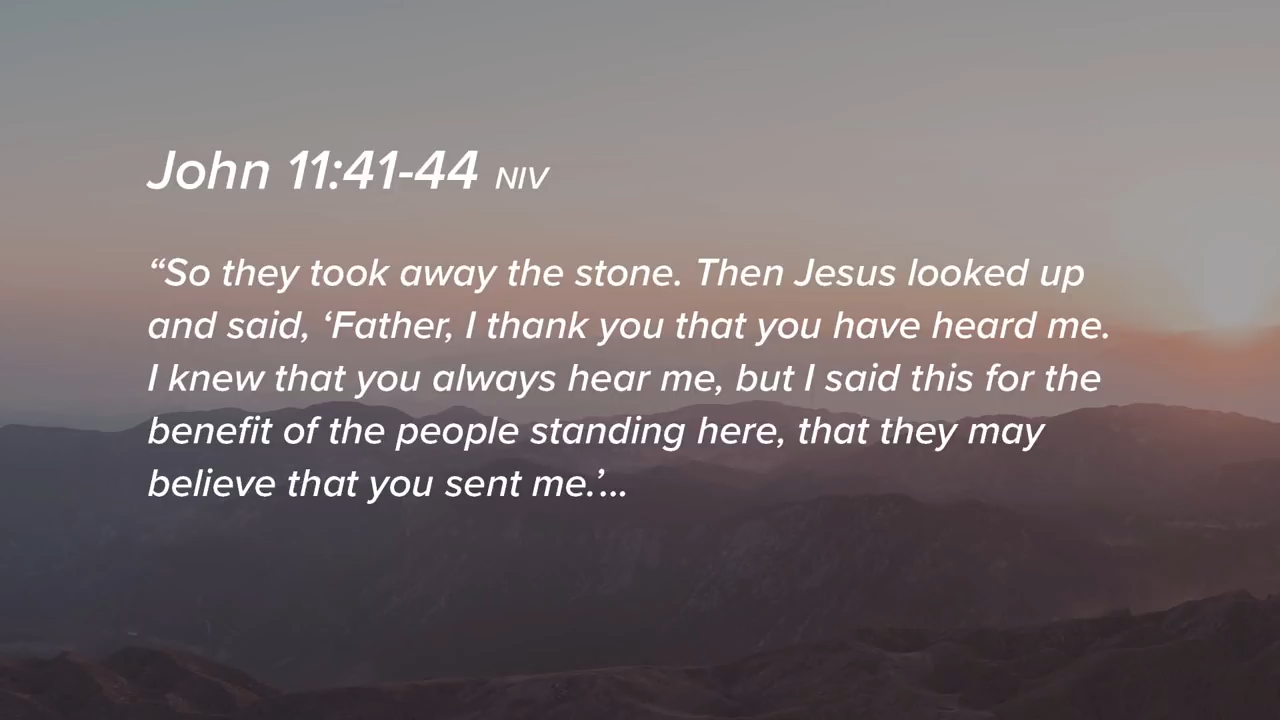 John 11:41-44 NIV
“So they took away the stone. Then Jesus looked up
and said, ‘Father, I thank you that you have heard me.
I knew that you always hear me, but I said this for the
benefit of the people standing here, that they may
believe that you sent me.’...